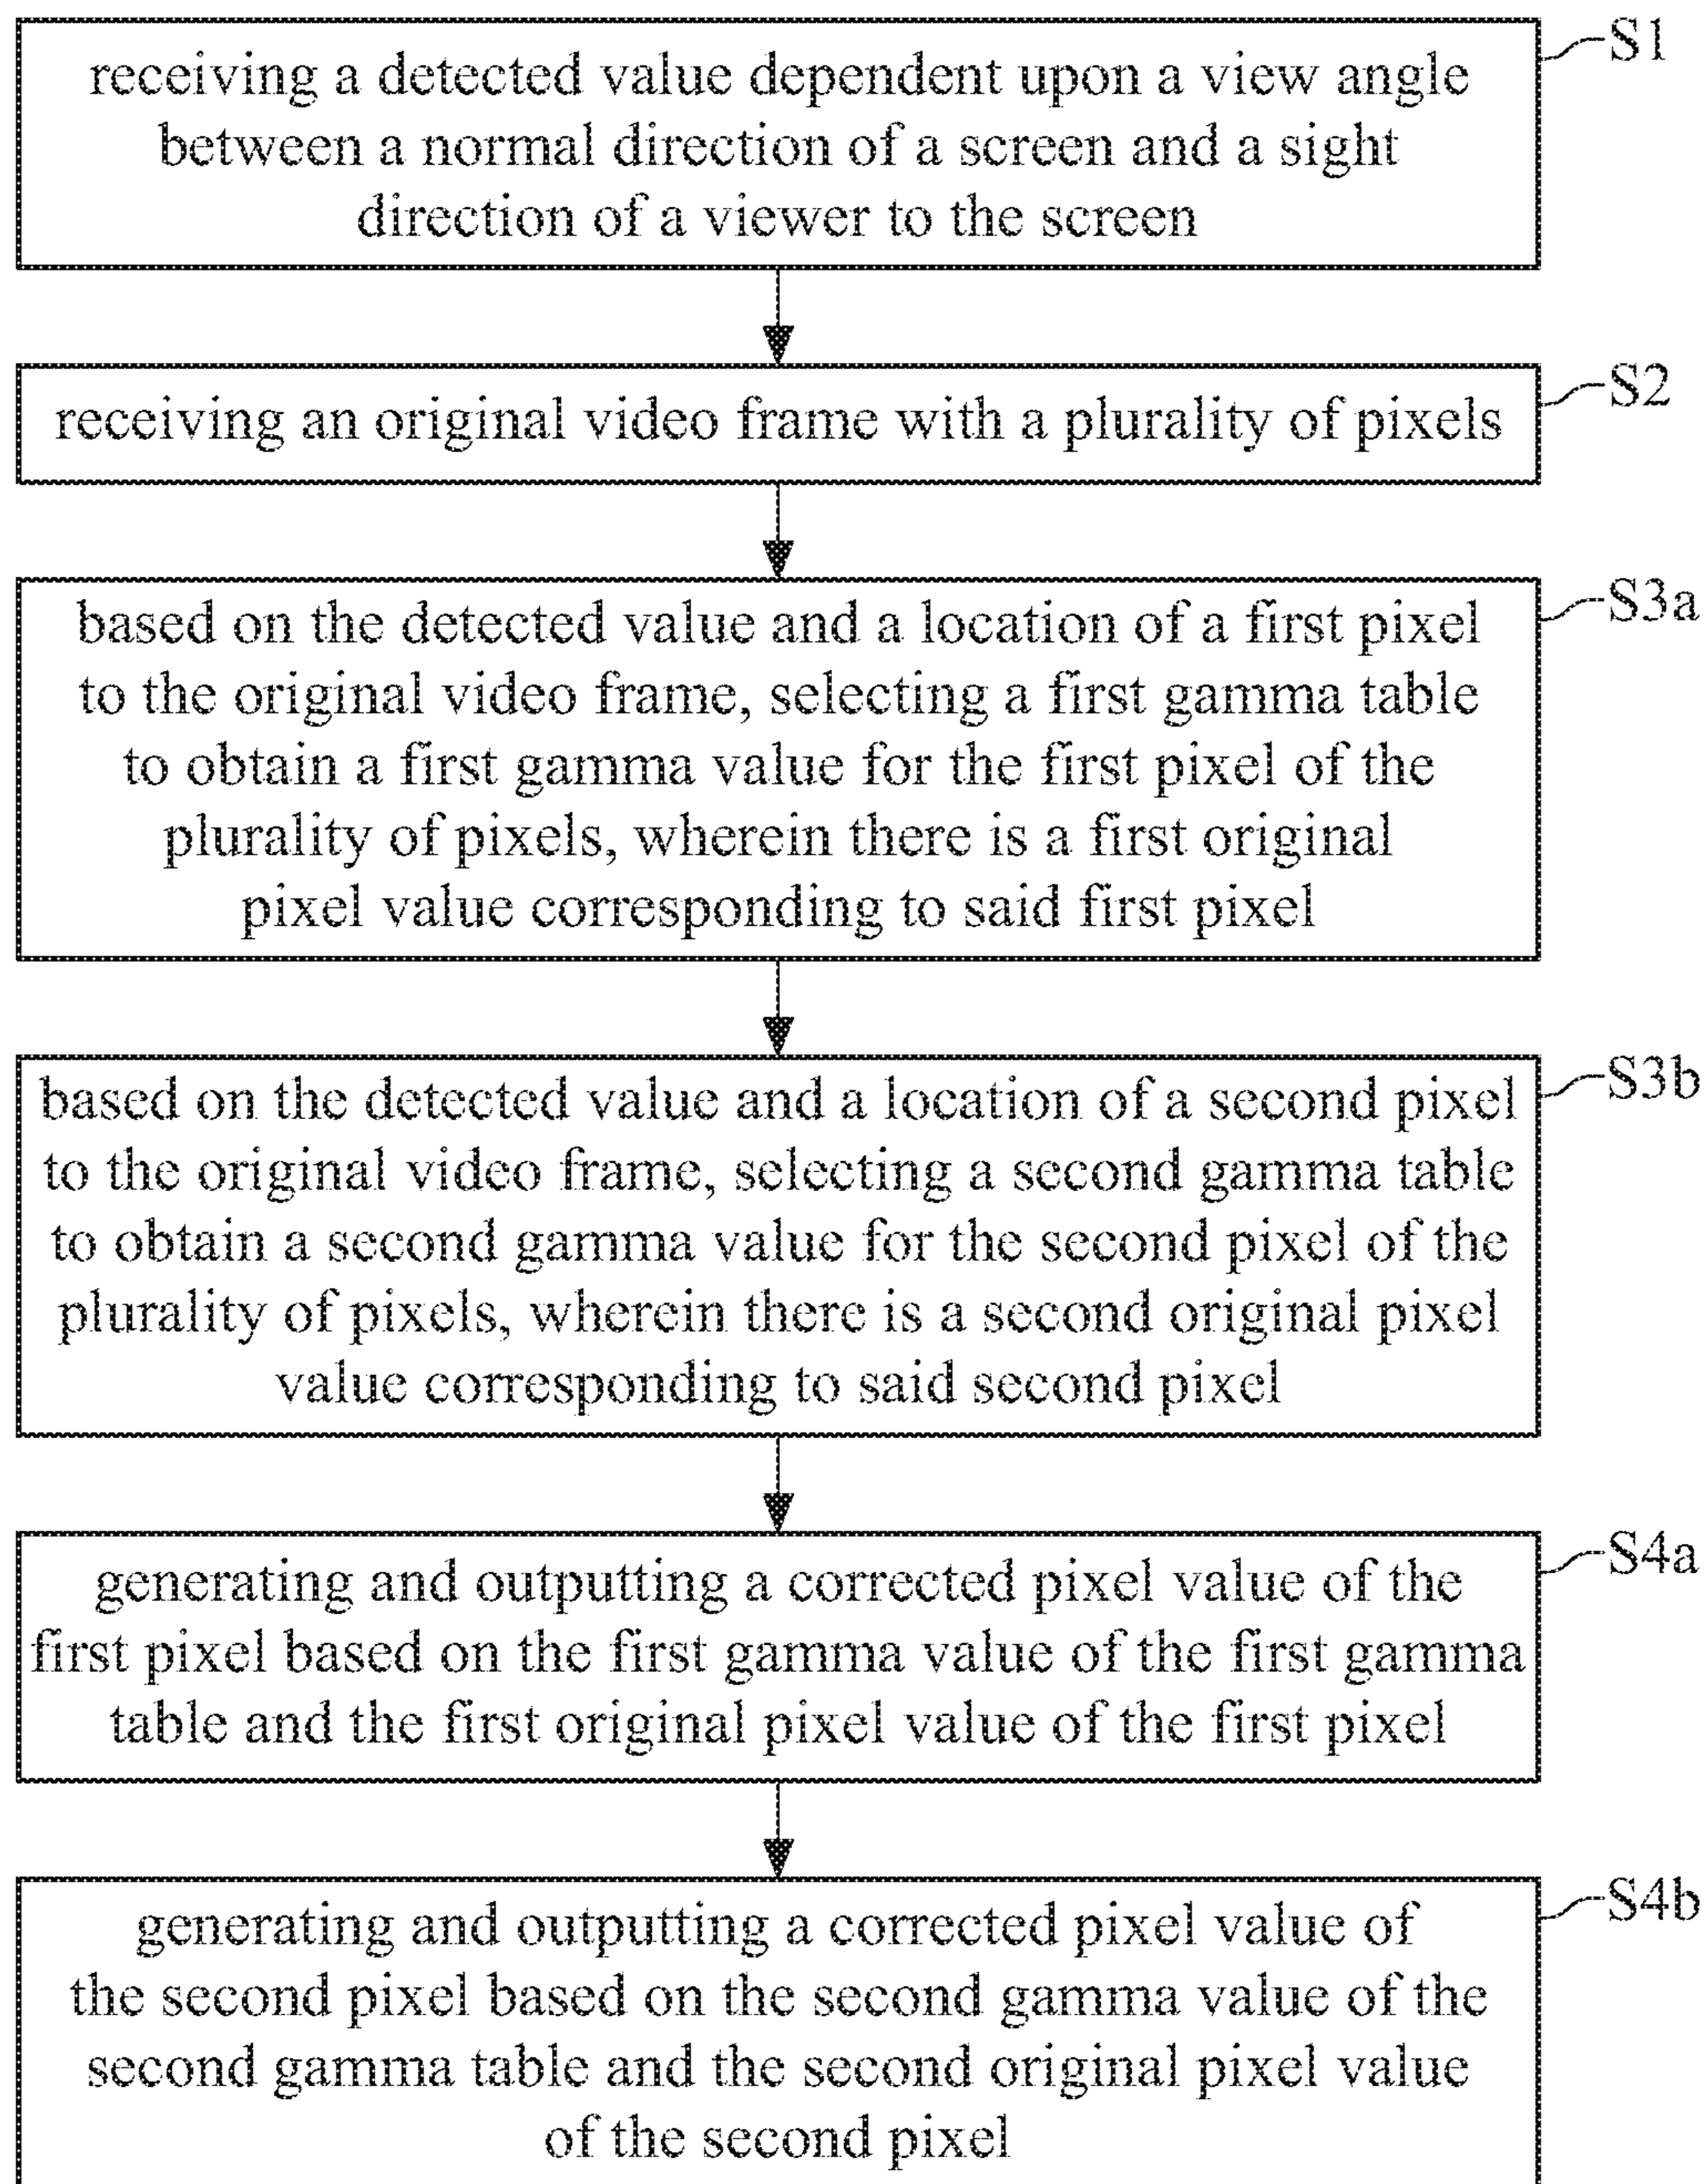 receiving a detected value dependent upon a view angle
between a normal direction of a screen and a sight
direction of a viewer to the screen
S1
receiving an original video frame with a plurality of pixels
S2
based on the detected value and a location of a first pixel
to the original video frame, selecting a first gamma table
to obtain a first gamma value for the first pixel of the
plurality of pixels, wherein there is a first original
pixel value corresponding to said first pixel
S3a
based on the detected value and a location of a second pixel
to the original video frame, selecting a second gamma table
to obtain a second gamma value for the second pixel of the
plurality of pixels, wherein there is a second original pixel
value corresponding to said second pixel
S3b
generating and outputting a corrected pixel value of the
first pixel based on the first gamma value of the first gamma
table and the first original pixel value of the first pixel
S4a
generating and outputting a corrected pixel value of
the second pixel based on the second gamma value of the
second gamma table and the second original pixel value
of the second pixel
S4b